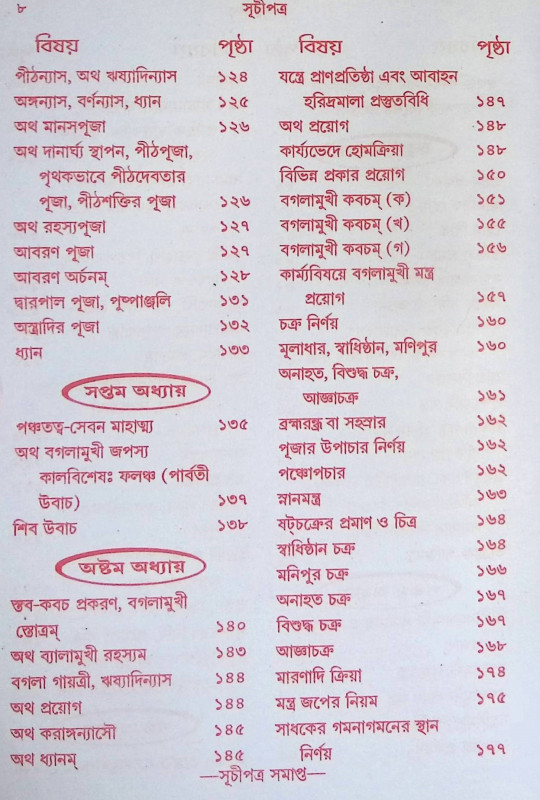 ৮
সূচীপত্র
বিষয় পৃষ্ঠা
পীঠন্যাস, অথ ঋষ্যাদিন্যাস ১২৪
অঙ্গন্যাস, বর্ণন্যাস, ধ্যান ১২৫
অথ মানসপূজা ১২৬
অথ দানার্ঘ্য স্থাপন, পীঠপূজা,
পৃথকভাবে পীঠদেবতার
পূজা, পীঠশক্তির পূজা ১২৬
অথ রহস্যপূজা ১২৭
আবরণ পূজা ১২৭
আবরণ অর্চনম্ ১২৮
দ্বারপাল পূজা, পুষ্পাঞ্জলি ১৩১
অস্ত্রাদির পূজা ১৩২
ধ্যান ১৩৩
সপ্তম অধ্যায়
পঞ্চতত্ব-সেবন মাহাত্ম্য ১৩৫
অথ বগলামুখী জপস্য
কালবিশেষঃ ফলঞ্চ (পার্বতী
উবাচ) ১৩৭
শিব উবাচ ১৩৮
অষ্টম অধ্যায়
স্তব-কবচ প্রকরণ, বগলামুখী
স্তোত্রম্ ১৪০
অথ ব্যালামুখী রহস্যম ১৪৩
বগলা গায়ত্রী, ঋষ্যাদিন্যাস ১৪৪
অথ প্রয়োগ ১৪৪
অথ করাঙ্গন্যাসৌ ১৪৫
অথ ধ্যানম্ ১৪৫
বিষয় পৃষ্ঠা
যন্ত্রে প্রাণপ্রতিষ্ঠা এবং আবাহন
হরিদ্রমালা প্রস্তুতবিধি ১৪৭
অথ প্রয়োগ ১৪৮
কার্য্যভেদে হোমক্রিয়া ১৪৮
বিভিন্ন প্রকার প্রয়োগ ১৫০
বগলামুখী কবচম্ (ক) ১৫১
বগলামুখী কবচম্ (খ) ১৫৫
বগলামুখী কবচম্ (গ) ১৫৬
কার্য্যবিষয়ে বগলামুখী মন্ত্র
প্রয়োগ ১৫৭
চক্র নির্ণয় ১৬০
মূলাধার, স্বাধিষ্ঠান, মণিপুর ১৬০
অনাহত, বিশুদ্ধ চক্র,
আজ্ঞাচক্র ১৬১
ব্রহ্মারন্ধ্র বা সহস্রার ১৬২
পূজার উপাচার নির্ণয় ১৬২
পঞ্চোপচার ১৬২
স্নানমন্ত্র ১৬৩
ষট্‌চক্রের প্রমাণ ও চিত্র ১৬৪
স্বাধিষ্ঠান চক্র ১৬৪
মনিপুর চক্র ১৬৬
অনাহত চক্র ১৬৭
বিশুদ্ধ চক্র ১৬৭
আজ্ঞাচক্র ১৬৮
মারণাদি ক্রিয়া ১৭৪
মন্ত্র জপের নিয়ম ১৭৫
সাধকের গমনাগমনের স্থান
নির্ণয় ১৭৭
—সূচীপত্র সমাপ্ত—